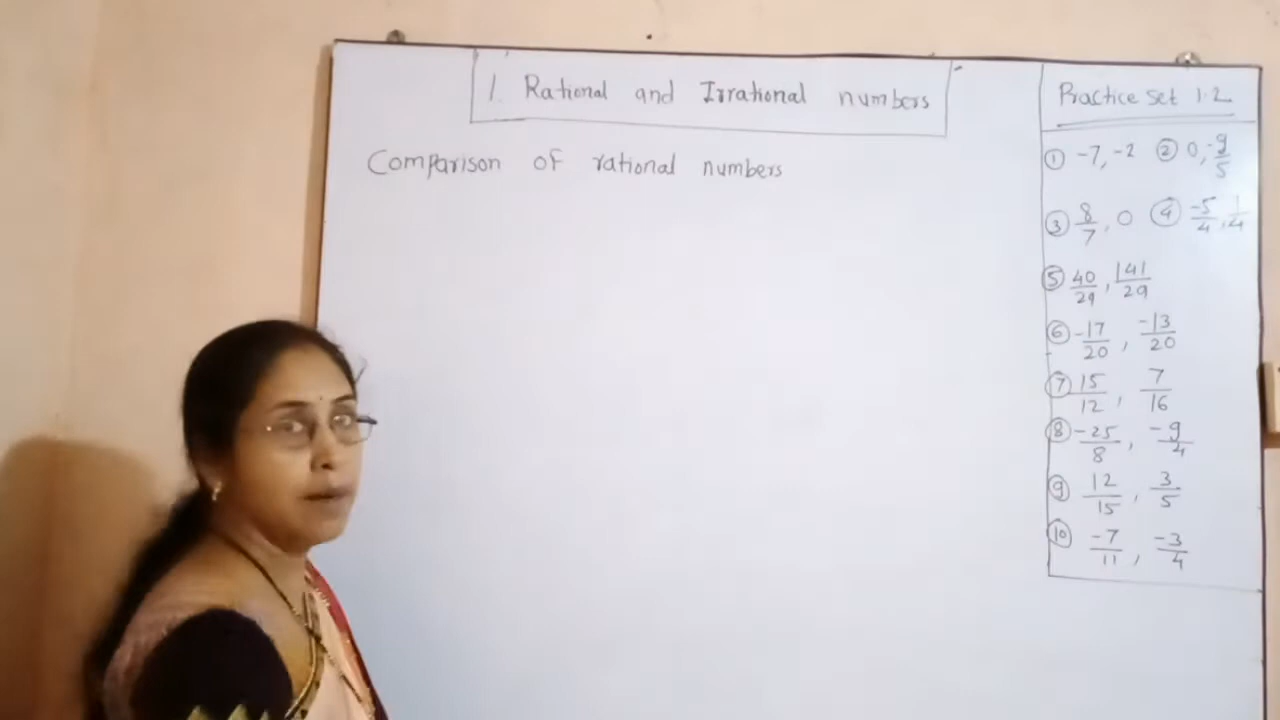 1. Rational and Irrational numbers
Comparison of rational numbers
Practice Set 1.2
① -7, -2 ② 0, -9/5
③ 8/7, 0 ④ -5/4, 1/4
⑤ 40/29, 141/29
⑥ -17/20, -13/20
⑦ 15/12, 7/16
⑧ -25/8, -9/4
⑨ 12/15, 3/5
⑩ -7/11, -3/4